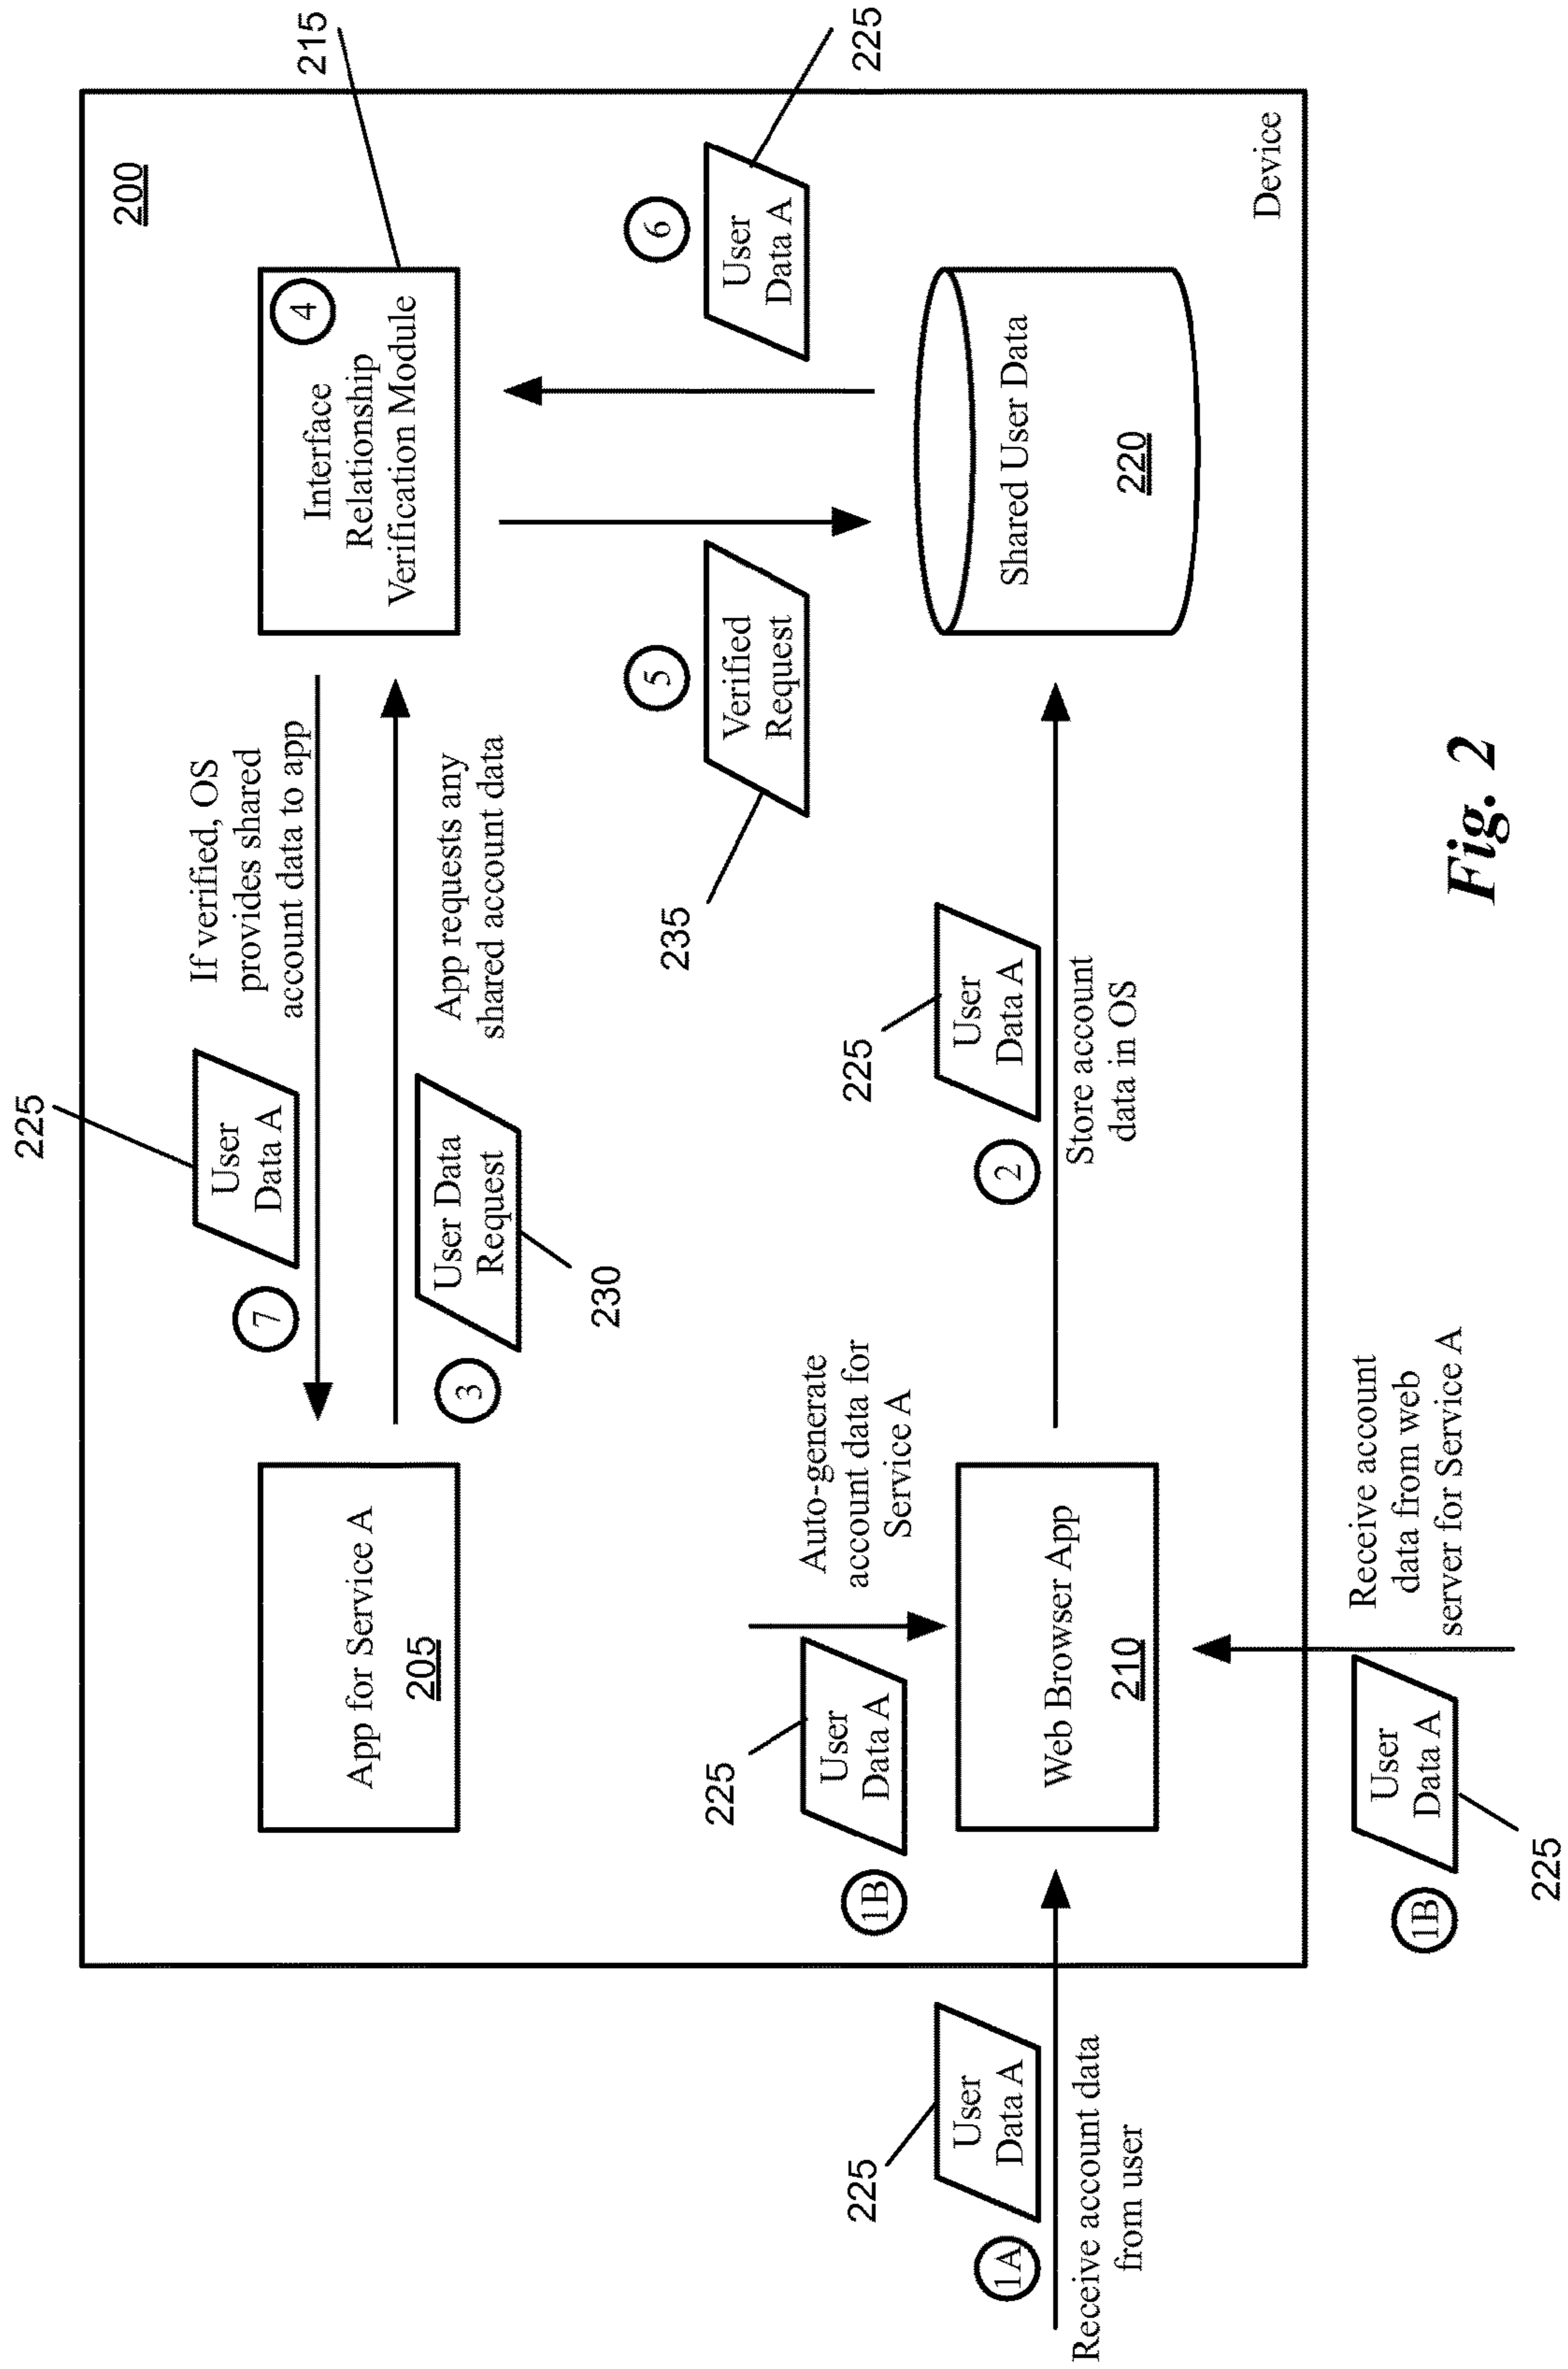 200
215
225
App for Service A
205
7
User
Data A
225
If verified, OS
provides shared
account data to app
3
User Data
Request
230
App requests any
shared account data
4
Interface
Relationship
Verification Module
5
Verified
Request
235
6
User
Data A
225
1B
User
Data A
225
Auto-generate
account data for
Service A
1A
User
Data A
225
Receive account data
from user
Web Browser App
210
2
User
Data A
225
Store account
data in OS
Shared User Data
220
Device
1B
User
Data A
225
Receive account
data from web
server for Service A
Fig. 2